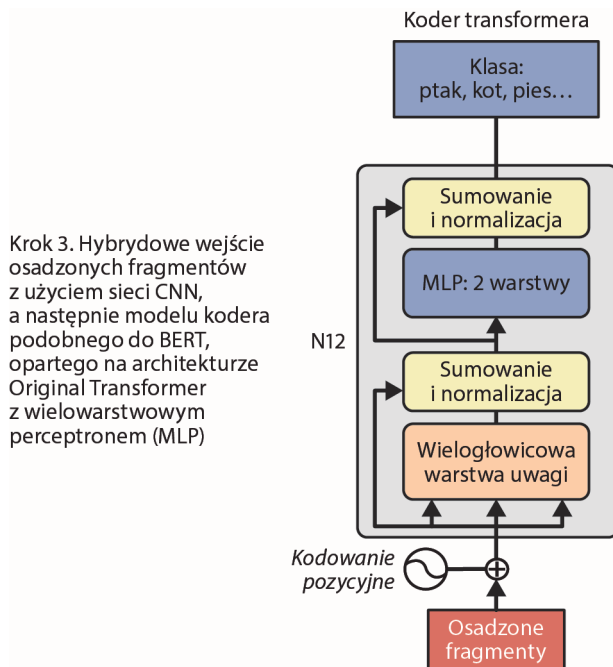 Koder transformera
Klasa:
ptak, kot, pies...
Sumowanie
i normalizacja
MLP: 2 warstwy
Krok 3. Hybrydowe wejście
osadzonych fragmentów
z użyciem sieci CNN,
a następnie modelu kodera
podobnego do BERT,
opartego na architekturze
Original Transformer
z wielowarstwowym
perceptronem (MLP)
N12
Sumowanie
i normalizacja
Wielogłowicowa
warstwa uwagi
Kodowanie
pozycyjne
Osadzone
fragmenty